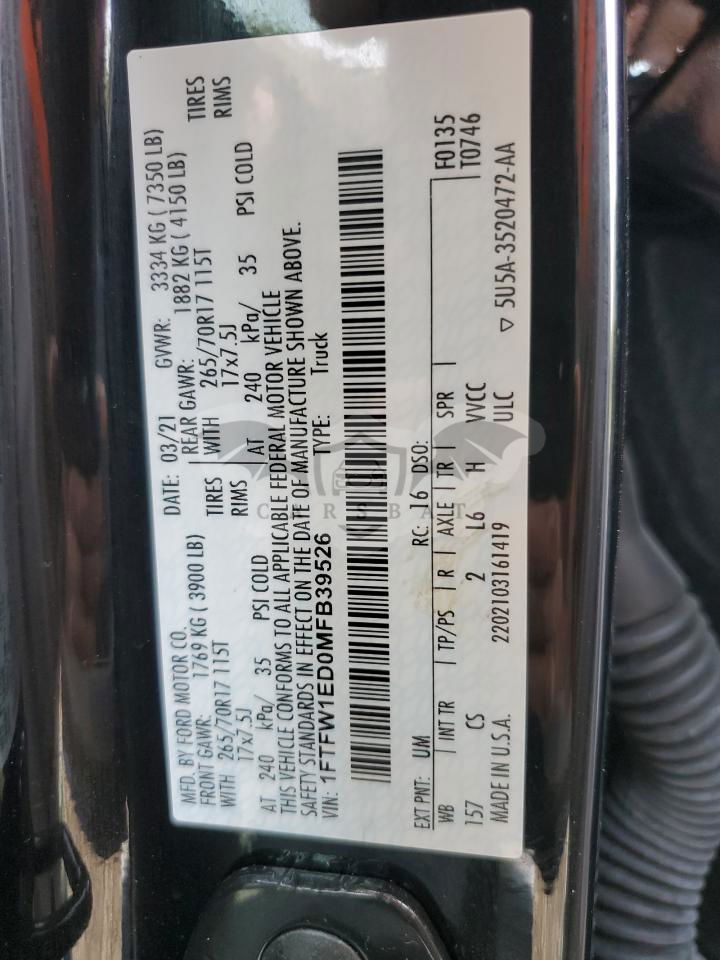 MFD. BY FORD MOTOR CO.
DATE: 03/21 GVWR: 3334 KG ( 7350 LB)
FRONT GAWR: 1769 KG ( 3900 LB) REAR GAWR: 1882 KG ( 4150 LB)
WITH 265/70R17 115T TIRES WITH 265/70R17 115T TIRES
17x7.5J RIMS 17x7.5J RIMS
AT 240 kPa/ 35 PSI COLD AT 240 kPa/ 35 PSI COLD
THIS VEHICLE CONFORMS TO ALL APPLICABLE FEDERAL MOTOR VEHICLE
SAFETY STANDARDS IN EFFECT ON THE DATE OF MANUFACTURE SHOWN ABOVE.
VIN: 1FTFW1ED0MFB39526 TYPE: Truck
EXT PNT: UM RC: 16 DSO: F0135
WB INT TR TP/PS R AXLE TR SPR T0746
157 CS 2 L6 H VVCC
MADE IN U.S.A. 2202103161419 ULC 5U5A-3520472-AA
CARSBAT